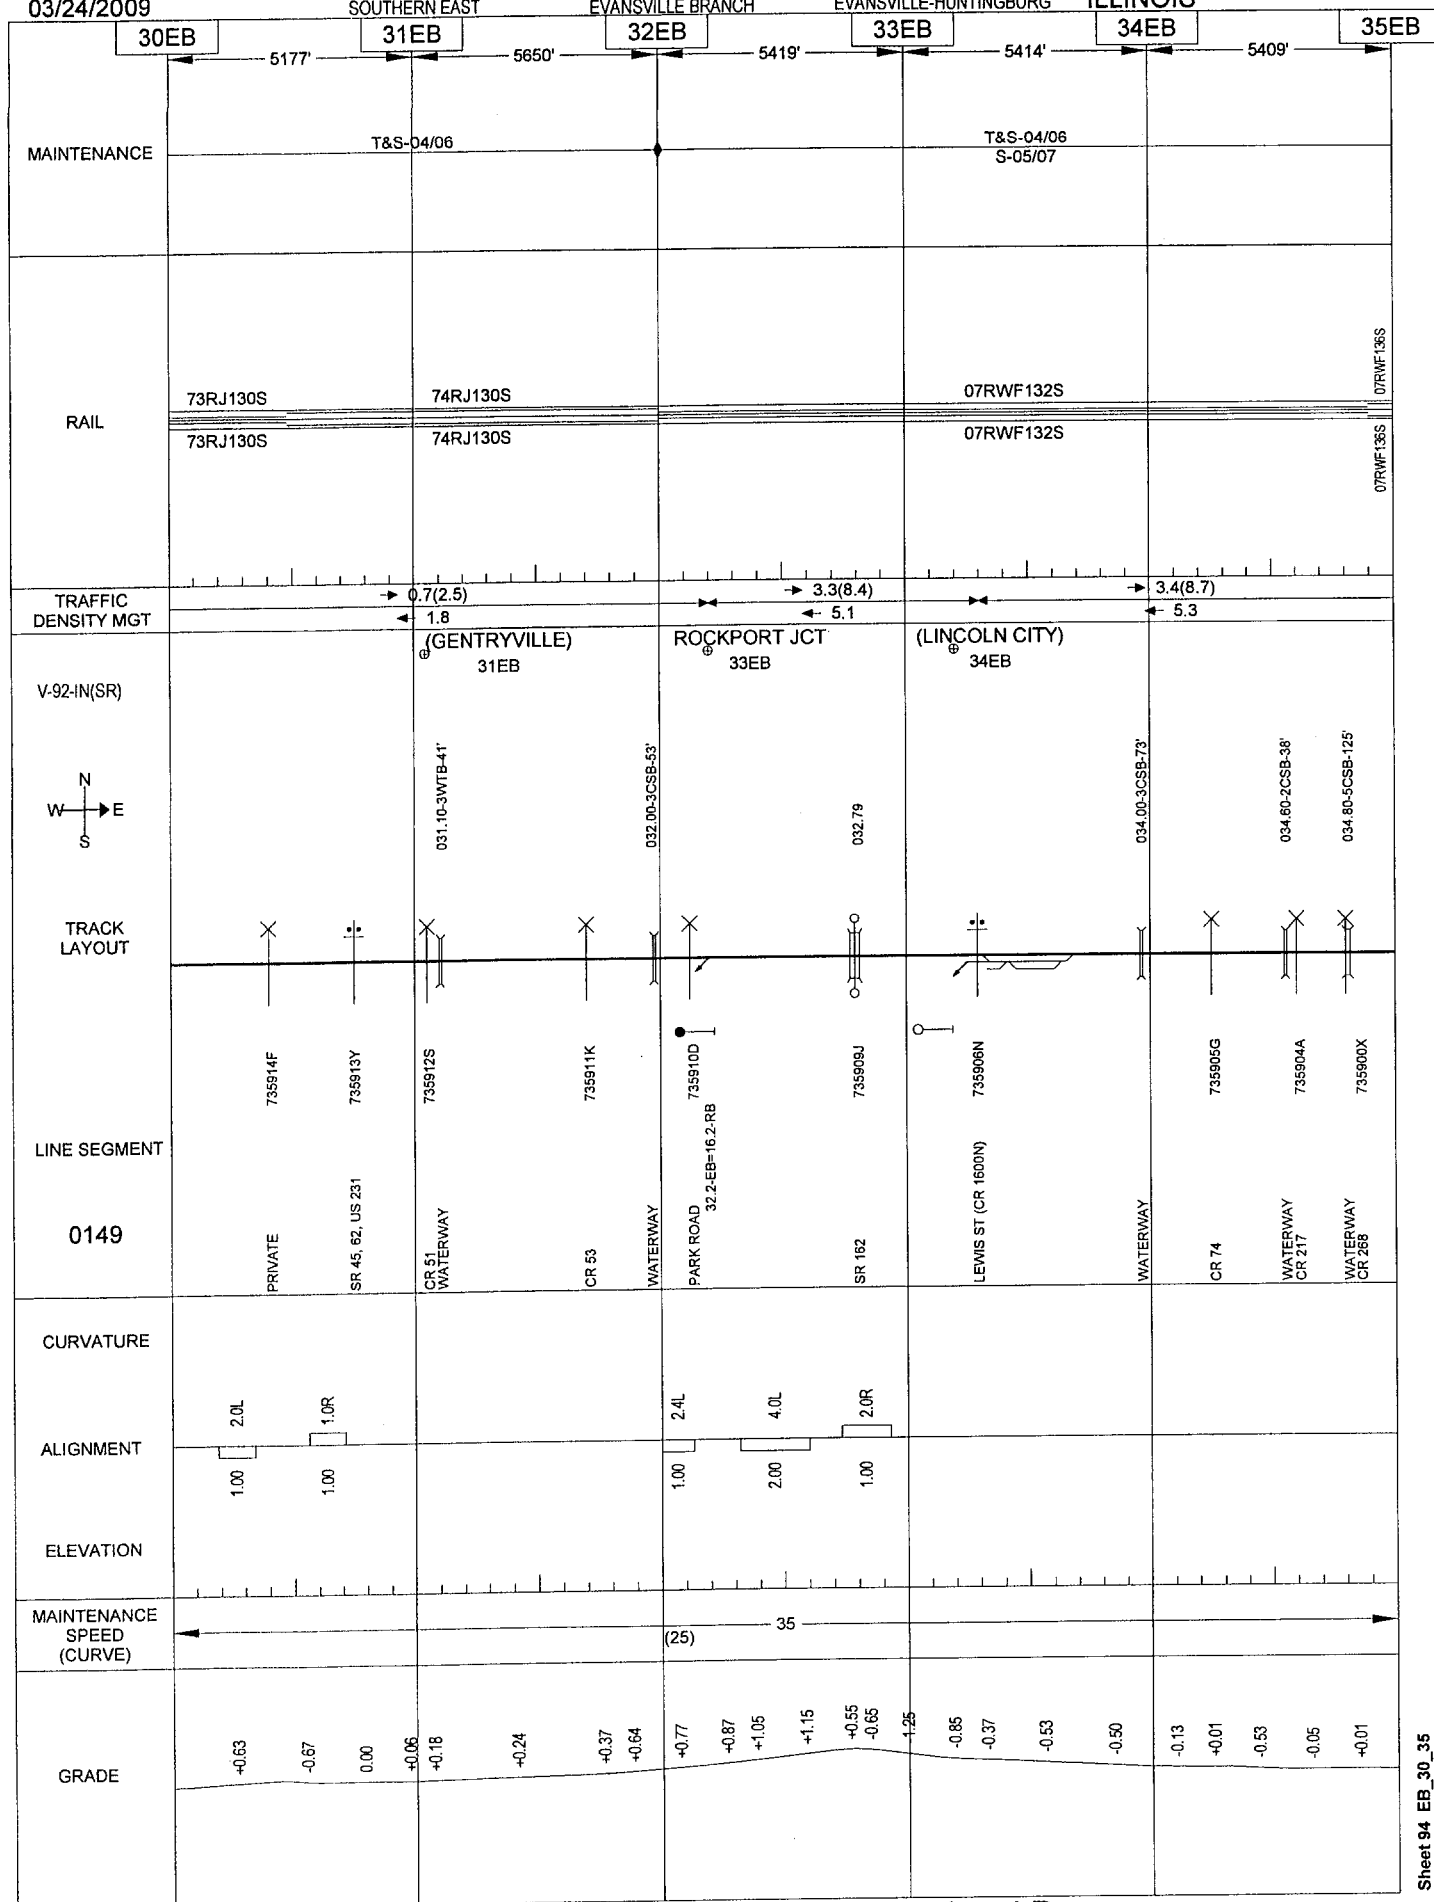 03/24/2009 SOUTHERN EAST EVANSVILLE BRANCH EVANSVILLE-HUNTINGBURG ILLINOIS
30EB 31EB 32EB 33EB 34EB 35EB
5177' 5650' 5419' 5414' 5409'
MAINTENANCE
T&S-04/06
T&S-04/06
S-05/07
RAIL
73RJ130S 74RJ130S 07RWF132S 07RWF136S
73RJ130S 74RJ130S 07RWF132S 07RWF136S
TRAFFIC
DENSITY MGT
0.7(2.5) 3.3(8.4) 3.4(8.7)
1.8 5.1 5.3
(GENTRYVILLE) ROCKPORT JCT (LINCOLN CITY)
31EB 33EB 34EB
V-92-IN(SR)
N
W E
S
031.10-3WTB-41'
032.00-3CSB-53'
032.79
034.00-3CSB-73'
034.60-2CSB-38'
034.80-5CSB-125'
TRACK
LAYOUT
735914F
735913Y
735912S
735911K
735910D
735909J
735906N
735905G
735904A
735900X
32.2-EB=16.2-RB
LINE SEGMENT
0149
PRIVATE
SR 45, 62, US 231
CR 51
WATERWAY
CR 53
WATERWAY
PARK ROAD
SR 162
LEWIS ST (CR 1600N)
WATERWAY
CR 74
WATERWAY
CR 217
WATERWAY
CR 268
CURVATURE
2.0L 1.0R 2.4L 4.0L 2.0R
ALIGNMENT
1.00 1.00 1.00 2.00 1.00
ELEVATION
MAINTENANCE
SPEED
(CURVE)
35
(25)
GRADE
+0.63 -0.67 0.00 +0.06 +0.18 +0.24 +0.37 +0.64 +0.77 +0.87 +1.05 +1.15 +0.55 -0.65 -1.25 -0.85 -0.37 -0.53 -0.50 -0.13 +0.01 -0.53 -0.05 +0.01
Sheet 94 EB_30_35